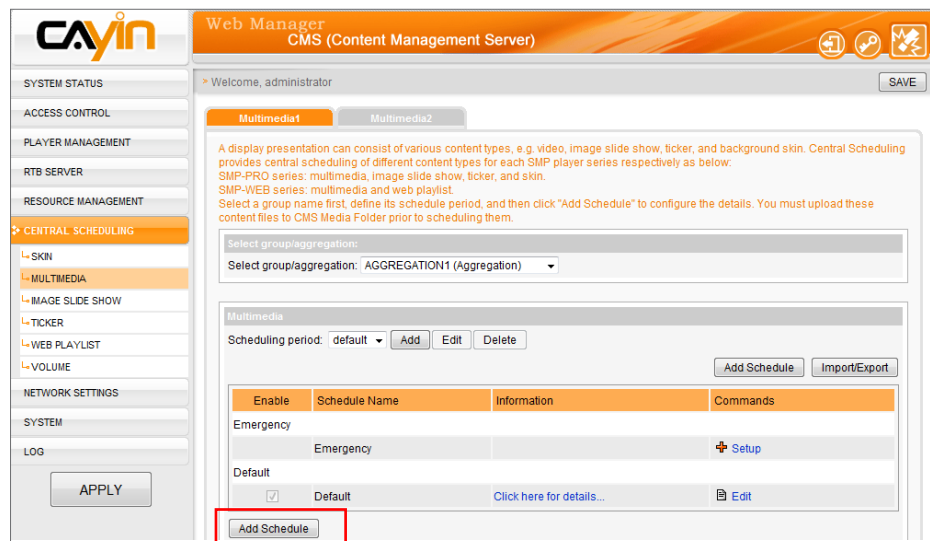 CAYIN
Web Manager
CMS (Content Management Server)
> Welcome, administrator
SAVE
SYSTEM STATUS
ACCESS CONTROL
PLAYER MANAGEMENT
RTB SERVER
RESOURCE MANAGEMENT
CENTRAL SCHEDULING
SKIN
MULTIMEDIA
IMAGE SLIDE SHOW
TICKER
WEB PLAYLIST
VOLUME
NETWORK SETTINGS
SYSTEM
LOG
APPLY
Multimedia1 Multimedia2
A display presentation can consist of various content types, e.g. video, image slide show, ticker, and background skin. Central Scheduling
provides central scheduling of different content types for each SMP player series respectively as below:
SMP-PRO series: multimedia, image slide show, ticker, and skin.
SMP-WEB series: multimedia and web playlist.
Select a group name first, define its schedule period, and then click "Add Schedule" to configure the details. You must upload these
content files to CMS Media Folder prior to scheduling them.
Select group/aggregation:
Select group/aggregation: AGGREGATION1 (Aggregation)
Multimedia
Scheduling period: default Add Edit Delete
Add Schedule Import/Export
Enable Schedule Name Information Commands
Emergency
Emergency Setup
Default
Default Click here for details... Edit
Add Schedule